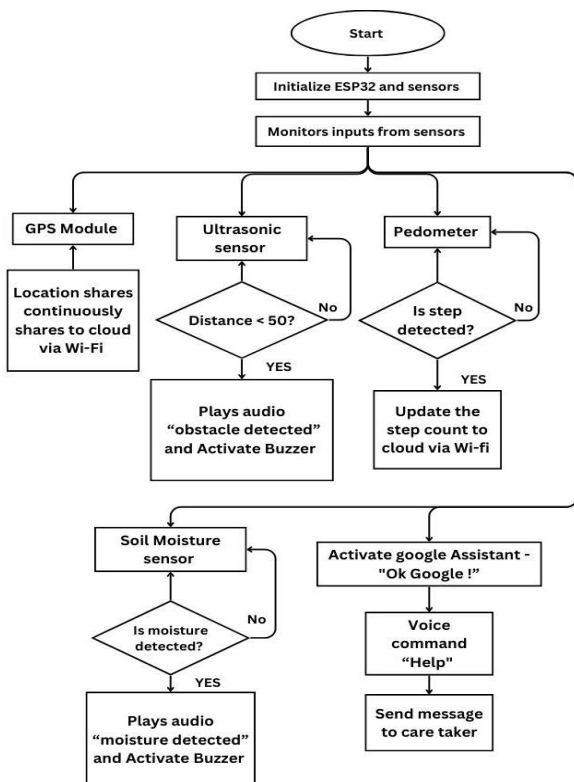 Start
Initialize ESP32 and sensors
Monitors inputs from sensors
GPS Module
Location shares
continuously
shares to cloud
via Wi-Fi
Ultrasonic
sensor
Distance < 50?
No
YES
Plays audio
“obstacle detected”
and Activate Buzzer
Pedometer
Is step
detected?
No
YES
Update the
step count to
cloud via Wi-fi
Soil Moisture
sensor
Is moisture
detected?
No
YES
Plays audio
“moisture detected”
and Activate Buzzer
Activate google Assistant -
"Ok Google !”
Voice
command
“Help"
Send message
to care taker